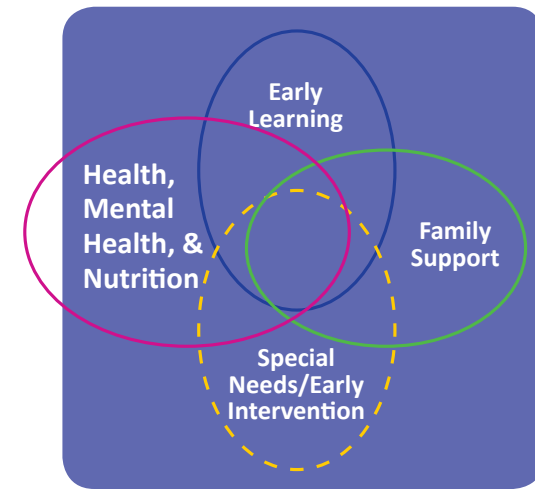 Early
Learning
Health,
Mental
Health, &
Nutrition
Family
Support
Special
Needs/Early
Intervention